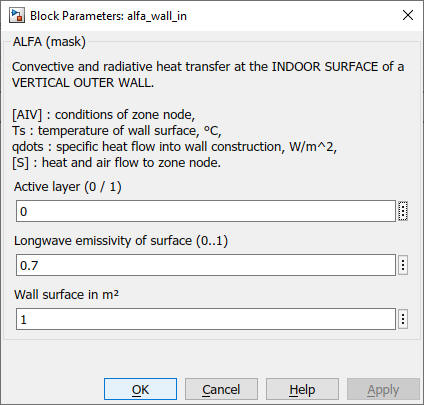 Block Parameters: alfa_wall_in
ALFA (mask)
Convective and radiative heat transfer at the INDOOR SURFACE of a
VERTICAL OUTER WALL.
[AIV] : conditions of zone node,
Ts : temperature of wall surface, °C,
qdots : specific heat flow into wall construction, W/m^2,
[S] : heat and air flow to zone node.
Active layer (0 / 1)
0
Longwave emissivity of surface (0..1)
0.7
Wall surface in m²
1
OK Cancel Help Apply